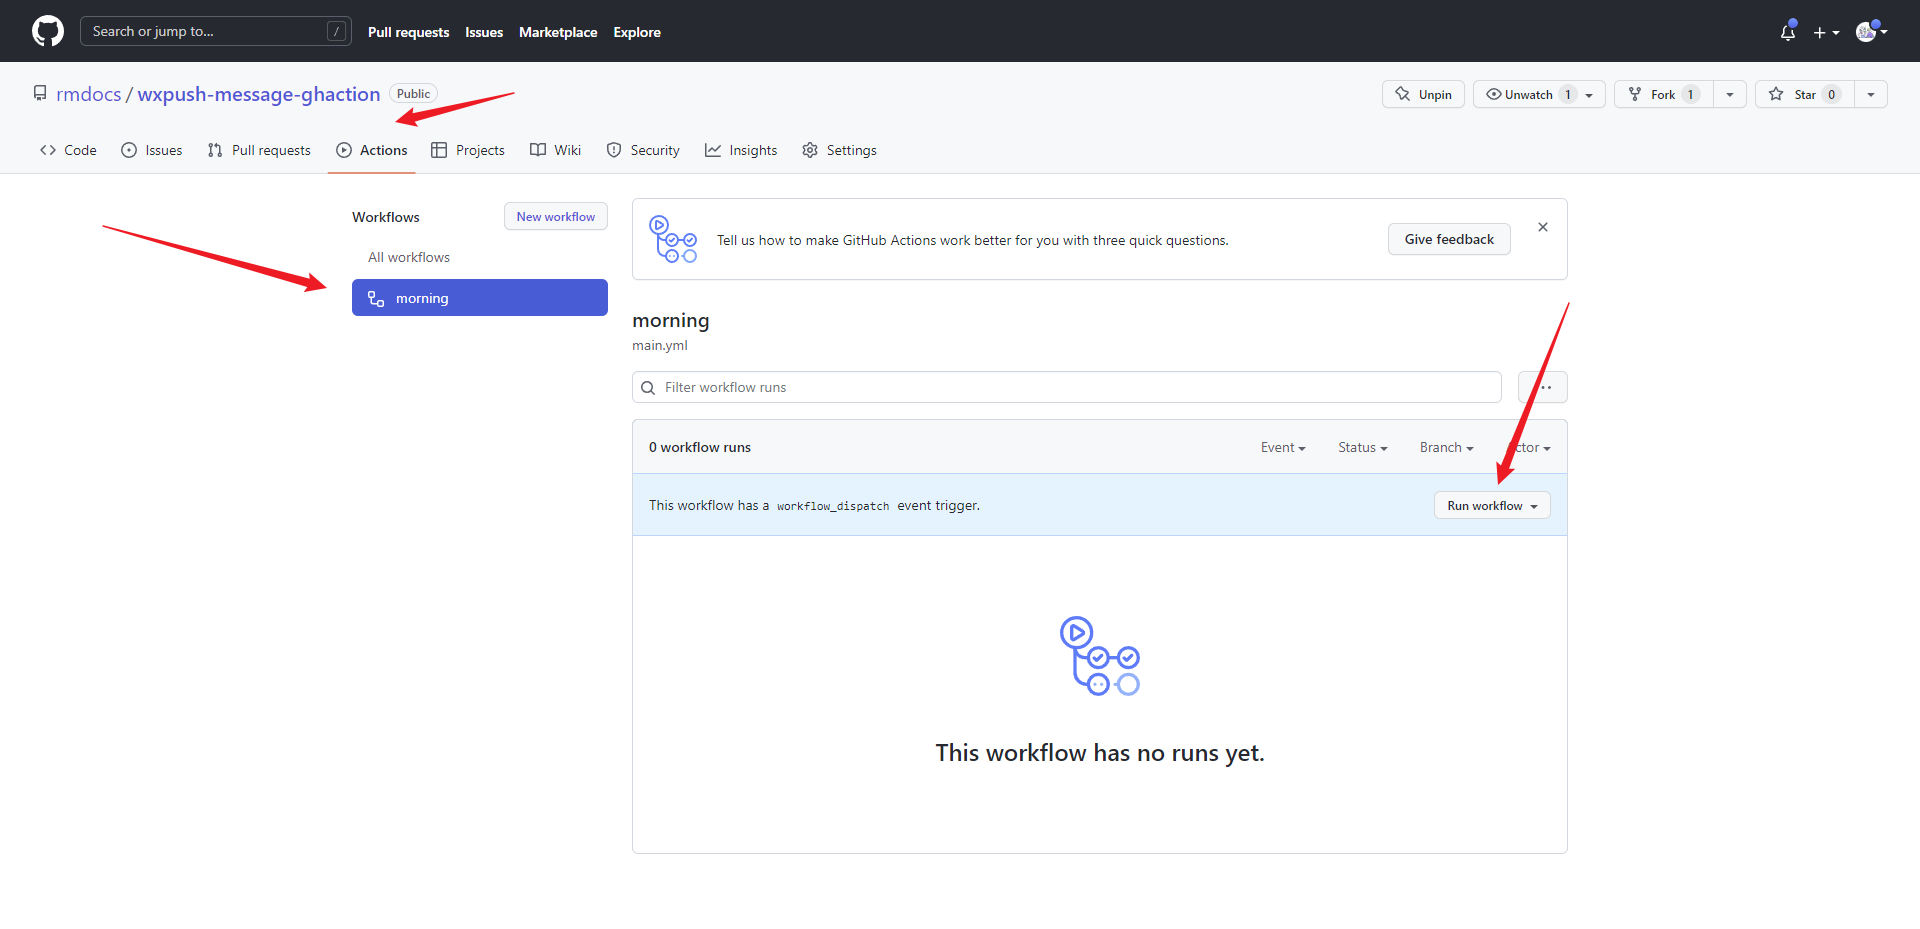 Search or jump to... / Pull requests Issues Marketplace Explore
rmdocs / wxpush-message-ghaction Public Unpin Unwatch 1 Fork 1 Star 0
Code Issues Pull requests Actions Projects Wiki Security Insights Settings
Workflows New workflow
All workflows
morning
Tell us how to make GitHub Actions work better for you with three quick questions. Give feedback
morning
main.yml
Filter workflow runs
0 workflow runs Event Status Branch
This workflow has a workflow_dispatch event trigger. Run workflow
This workflow has no runs yet.